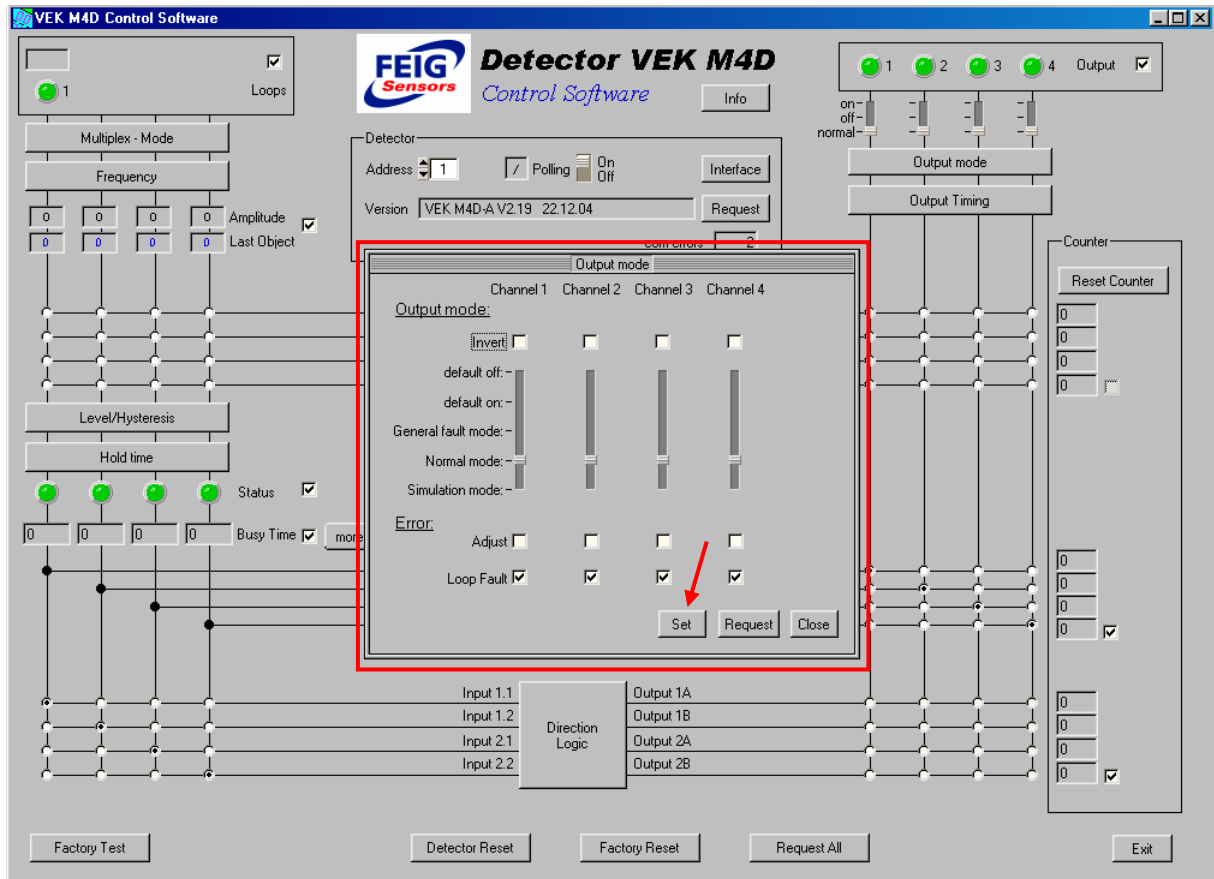 VEK M4D Control Software
1
Loops
FEIG
Sensors
Detector VEK M4D
Control Software
Info
1
2
3
4
Output
on-
off-
normal-
Multiplex - Mode
Frequency
Detector
Address
1
/
Polling
On
Off
Interface
Version
VEK M4D-A V2.19 22.12.04
Request
com errors
2
Output mode
Output Timing
0
0
0
0
Amplitude
0
0
0
0
Last Object
Counter
Reset Counter
0
0
0
0
Output mode
Channel 1
Channel 2
Channel 3
Channel 4
Output mode:
Invert
default off: -
default on: -
General fault mode: -
Normal mode: -
Simulation mode: -
Error:
Adjust
Loop Fault
Set
Request
Close
Level/Hysteresis
Hold time
Status
0
0
0
0
Busy Time
more
0
0
0
0
Input 1.1
Input 1.2
Input 2.1
Input 2.2
Direction
Logic
Output 1A
Output 1B
Output 2A
Output 2B
0
0
0
0
Factory Test
Detector Reset
Factory Reset
Request All
Exit